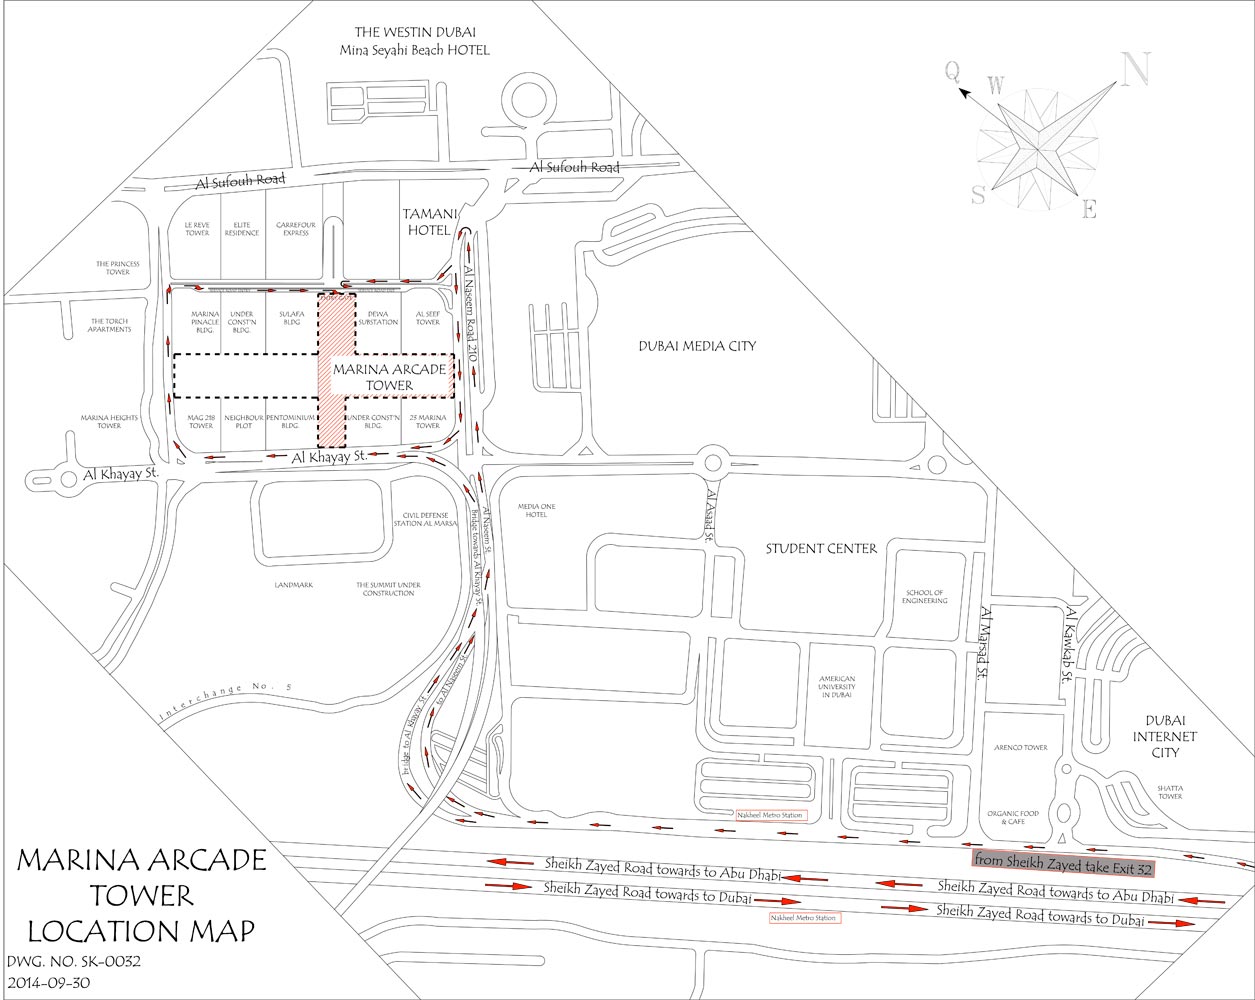 THE WESTIN DUBAI
Mina Seyahi Beach HOTEL
Q
W
N
S
E
Al Sufouh Road
Al Sufouh Road
TAMANI
HOTEL
LE REVE
TOWER
ELITE
RESIDENCE
CARREFOUR
EXPRESS
THE PRINCESS
TOWER
Al Naseem Road 210
THE TORCH
APARTMENTS
MARINA
PINACLE
BLDG.
UNDER
CONST'N
BLDG.
SULAFA
BLDG.
DEWA
SUBSTATION
AL SEEF
TOWER
DUBAI MEDIA CITY
MARINA ARCADE
TOWER
MARINA HEIGHTS
TOWER
MAG 218
TOWER
NEIGHBOUR
PLOT
PENTOMINIUM
BLDG.
UNDER CONST'N
BLDG.
23 MARINA
TOWER
Al Khayay St.
Al Khayay St.
CIVIL DEFENSE
STATION AL MARSA
MEDIA ONE
HOTEL
Al Asaad St.
Al Naseem St.
Bridge towards Al Khayay St.
STUDENT CENTER
LANDMARK
THE SUMMIT UNDER
CONSTRUCTION
SCHOOL OF
ENGINEERING
Al Marsad St.
Al Kawkab St.
Interchange No. 5
bridge to Al Khayay St.
to Al Naseem St.
AMERICAN
UNIVERSITY
IN DUBAI
DUBAI
INTERNET
CITY
ARENCO TOWER
SHATTA
TOWER
ORGANIC FOOD
& CAFE
Nakheel Metro Station
from Sheikh Zayed take Exit 32
Sheikh Zayed Road towards to Abu Dhabi
Sheikh Zayed Road towards to Abu Dhabi
Sheikh Zayed Road towards to Dubai
Sheikh Zayed Road towards to Dubai
Nakheel Metro Station
MARINA ARCADE
TOWER
LOCATION MAP
DWG. NO. SK-0032
2014-09-30